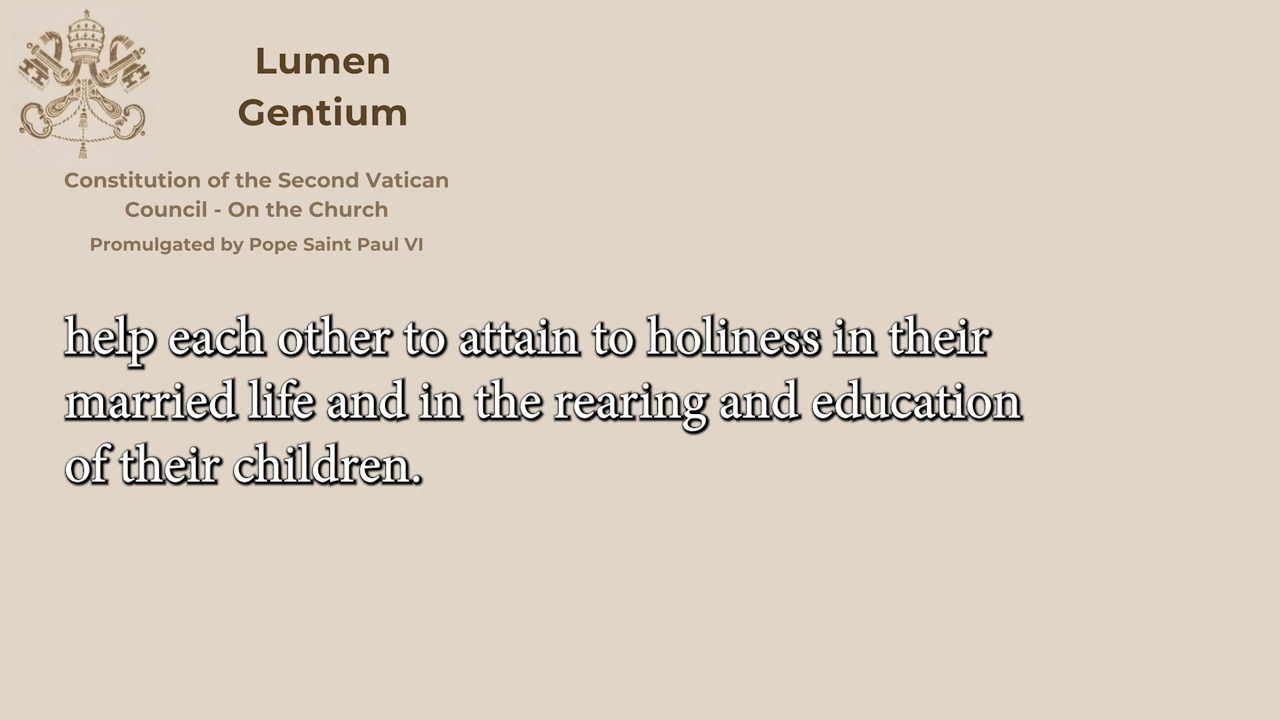 Lumen
Gentium
Constitution of the Second Vatican
Council - On the Church
Promulgated by Pope Saint Paul VI
help each other to attain to holiness in their
married life and in the rearing and education
of their children.